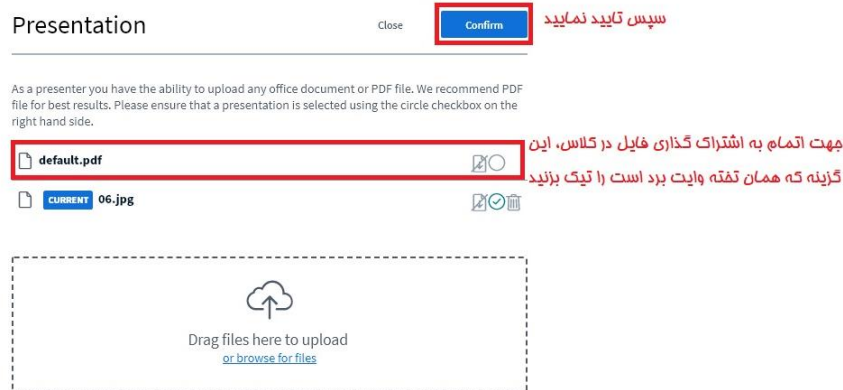 Presentation
Close
Confirm
سپس تایید نمایید
As a presenter you have the ability to upload any office document or PDF file. We recommend PDF
file for best results. Please ensure that a presentation is selected using the circle checkbox on the
right hand side.
جهت اتمام به اشتراک گذاری فایل در کلاس، این
گزینه که همان تخته وایت برد است را تیک بزنید
default.pdf
CURRENT 06.jpg
Drag files here to upload
or browse for files